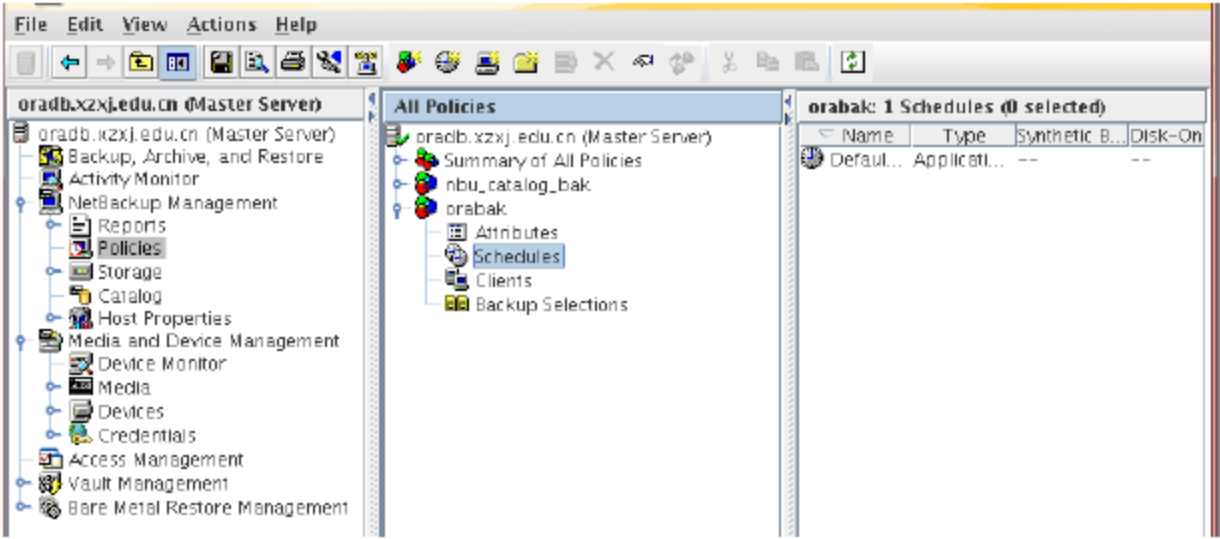 File Edit View Actions Help
oradb.xzxj.edu.cn (Master Server)
oradb.xzxj.edu.cn (Master Server)
Backup, Archive, and Restore
Activity Monitor
NetBackup Management
Reports
Policies
Storage
Catalog
Host Properties
Media and Device Management
Device Monitor
Media
Devices
Credentials
Access Management
Vault Management
Bare Metal Restore Management
All Policies
oradb.xzxj.edu.cn (Master Server)
Summary of All Policies
nbu_catalog_bak
orabak
Attributes
Schedules
Clients
Backup Selections
orabak: 1 Schedules (0 selected)
Name Type Synthetic B... Disk-On
Defaul... Applicati... -- --